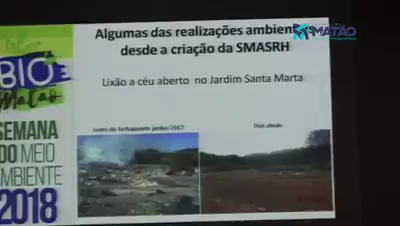 MATÃO
Algumas das realizações ambientais
desde a criação da SMASRH
Lixão a céu aberto no Jardim Santa Marta
Antes do fechamento junho/2017
Dias atuais
BIO
É
Matão
SEMANA
DO MEIO
AMBIENTE
2018